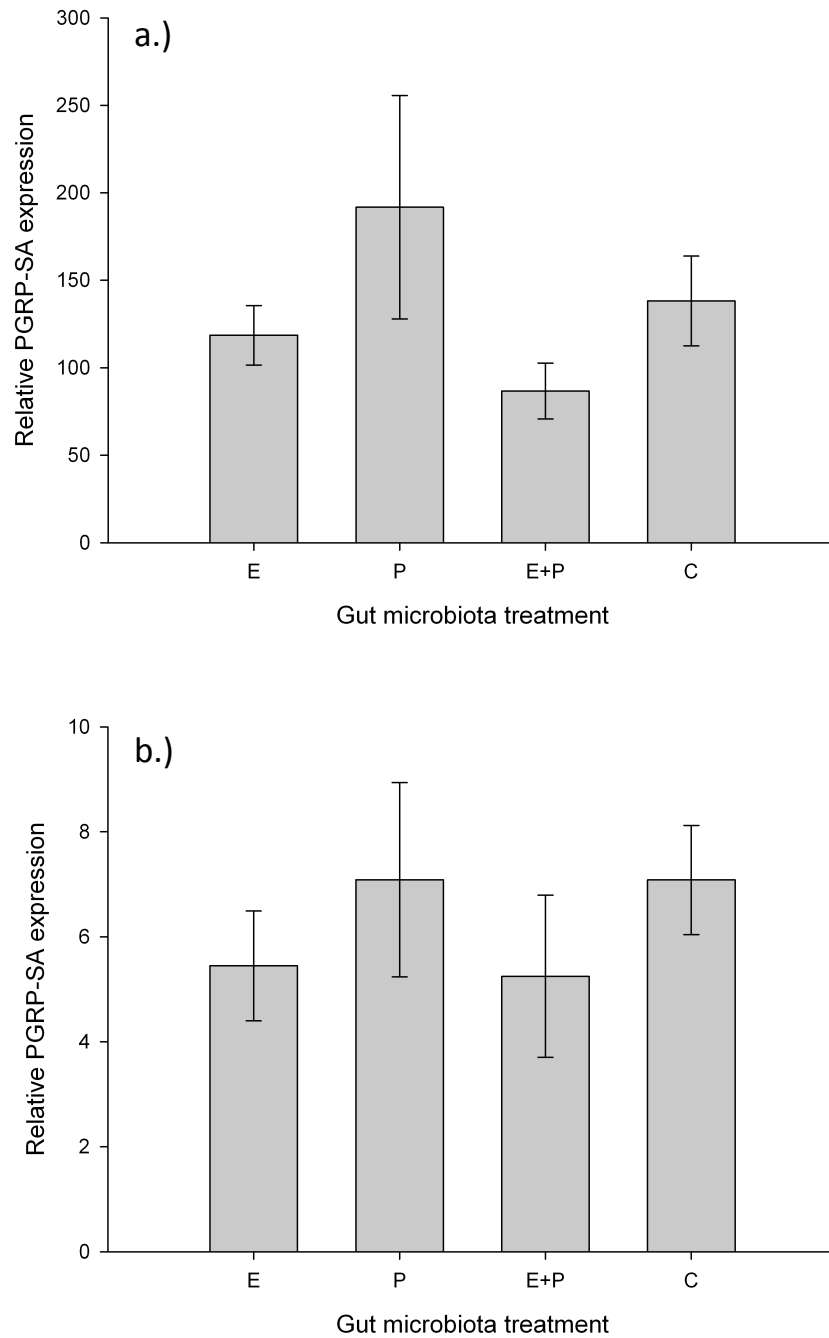 a.)
Relative PGRP-SA expression
300
250
200
150
100
50
0
E P E+P C
Gut microbiota treatment
b.)
Relative PGRP-SA expression
10
8
6
4
2
0
E P E+P C
Gut microbiota treatment